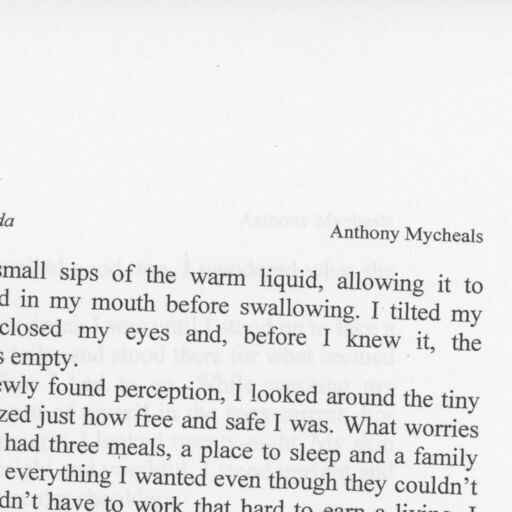 da
Anthony Mycheals
small sips of the warm liquid, allowing it to
d in my mouth before swallowing. I tilted my
closed my eyes and, before I knew it, the
s empty.
ewly found perception, I looked around the tiny
zed just how free and safe I was. What worries
had three meals, a place to sleep and a family
everything I wanted even though they couldn't
dn't have to work that hard to earn a living. I